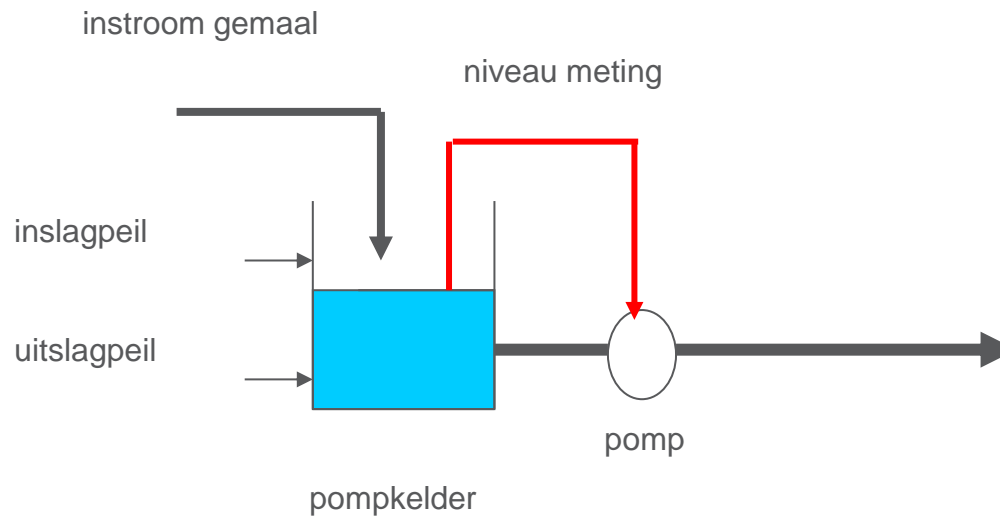 instroom gemaal
niveau meting
inslagpeil
uitslagpeil
pomp
pompkelder